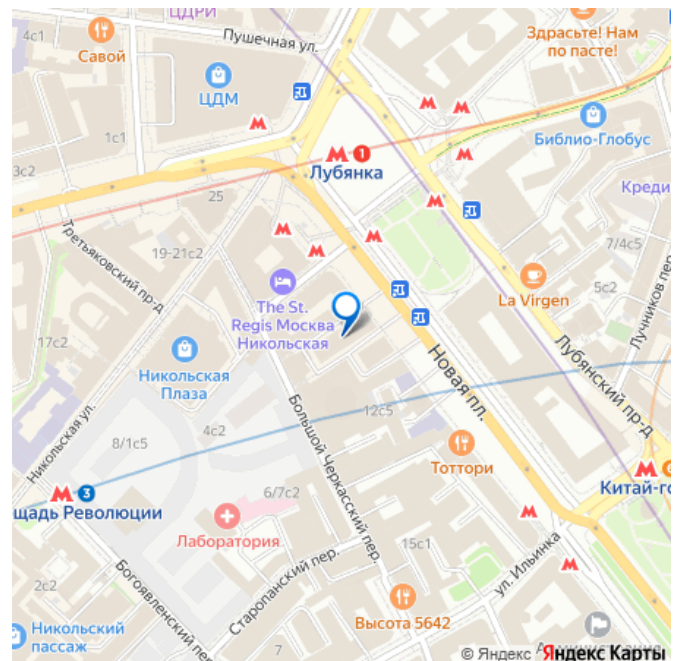 ЦДРИ
Савой
Пушечная ул.
Здрасьте! Нам
по пасте!
ЦДМ
1с1
Библио-Глобус
3с2
1
Лубянка
25
Креди
Третьяковский пр-д
19-21с2
7/4с5
Лучников пер.
The St.
Regis Москва
Никольская
La Virgen
5с2
17с2
Никольская
Плаза
Новая пл.
Лубянский пр-д
Никольская ул.
8/1с5
4с2
Большой Черкасский пер.
12с5
Тоттори
3
щадь Революции
6/7с2
Китай-го
Лаборатория
15с1
ул. Ильинка
Старопанский пер.
Богоявленский пер.
2с2
Высота 5642
Никольский
пассаж
7
© Яндекс
Яндекс Карты